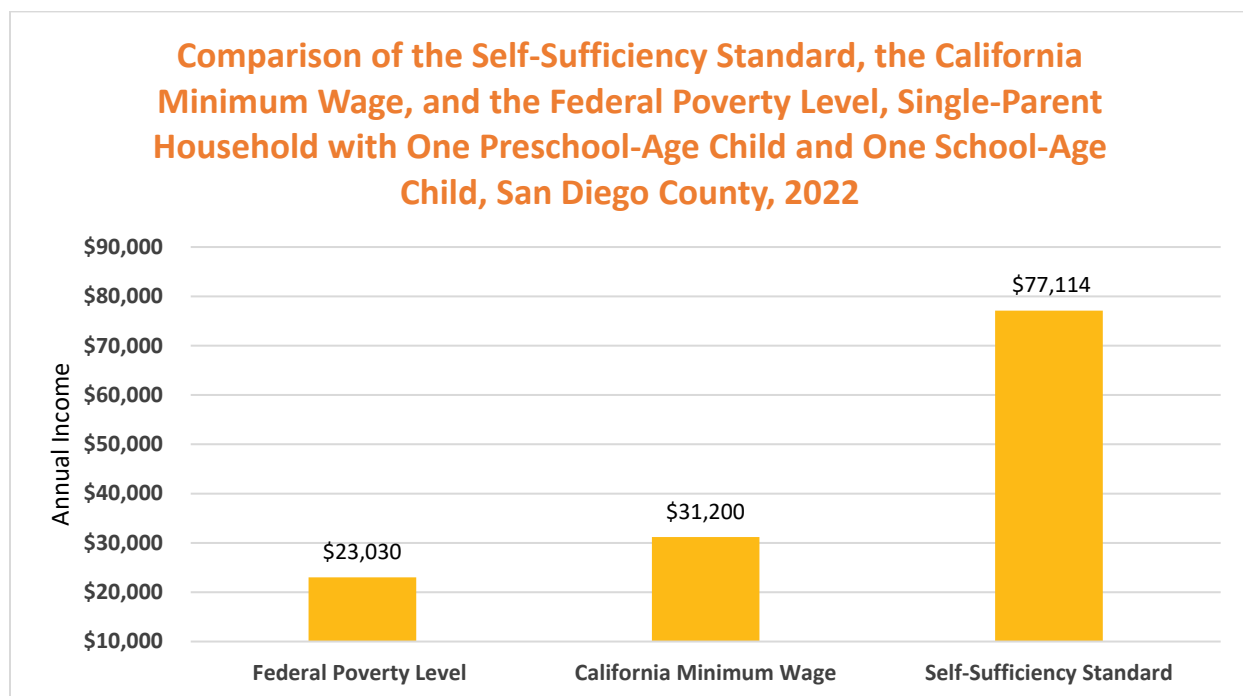 Comparison of the Self-Sufficiency Standard, the California
Minimum Wage, and the Federal Poverty Level, Single-Parent
Household with One Preschool-Age Child and One School-Age
Child, San Diego County, 2022
Annual Income
$90,000
$80,000
$70,000
$60,000
$50,000
$40,000
$30,000
$20,000
$10,000
$23,030
$31,200
$77,114
Federal Poverty Level
California Minimum Wage
Self-Sufficiency Standard